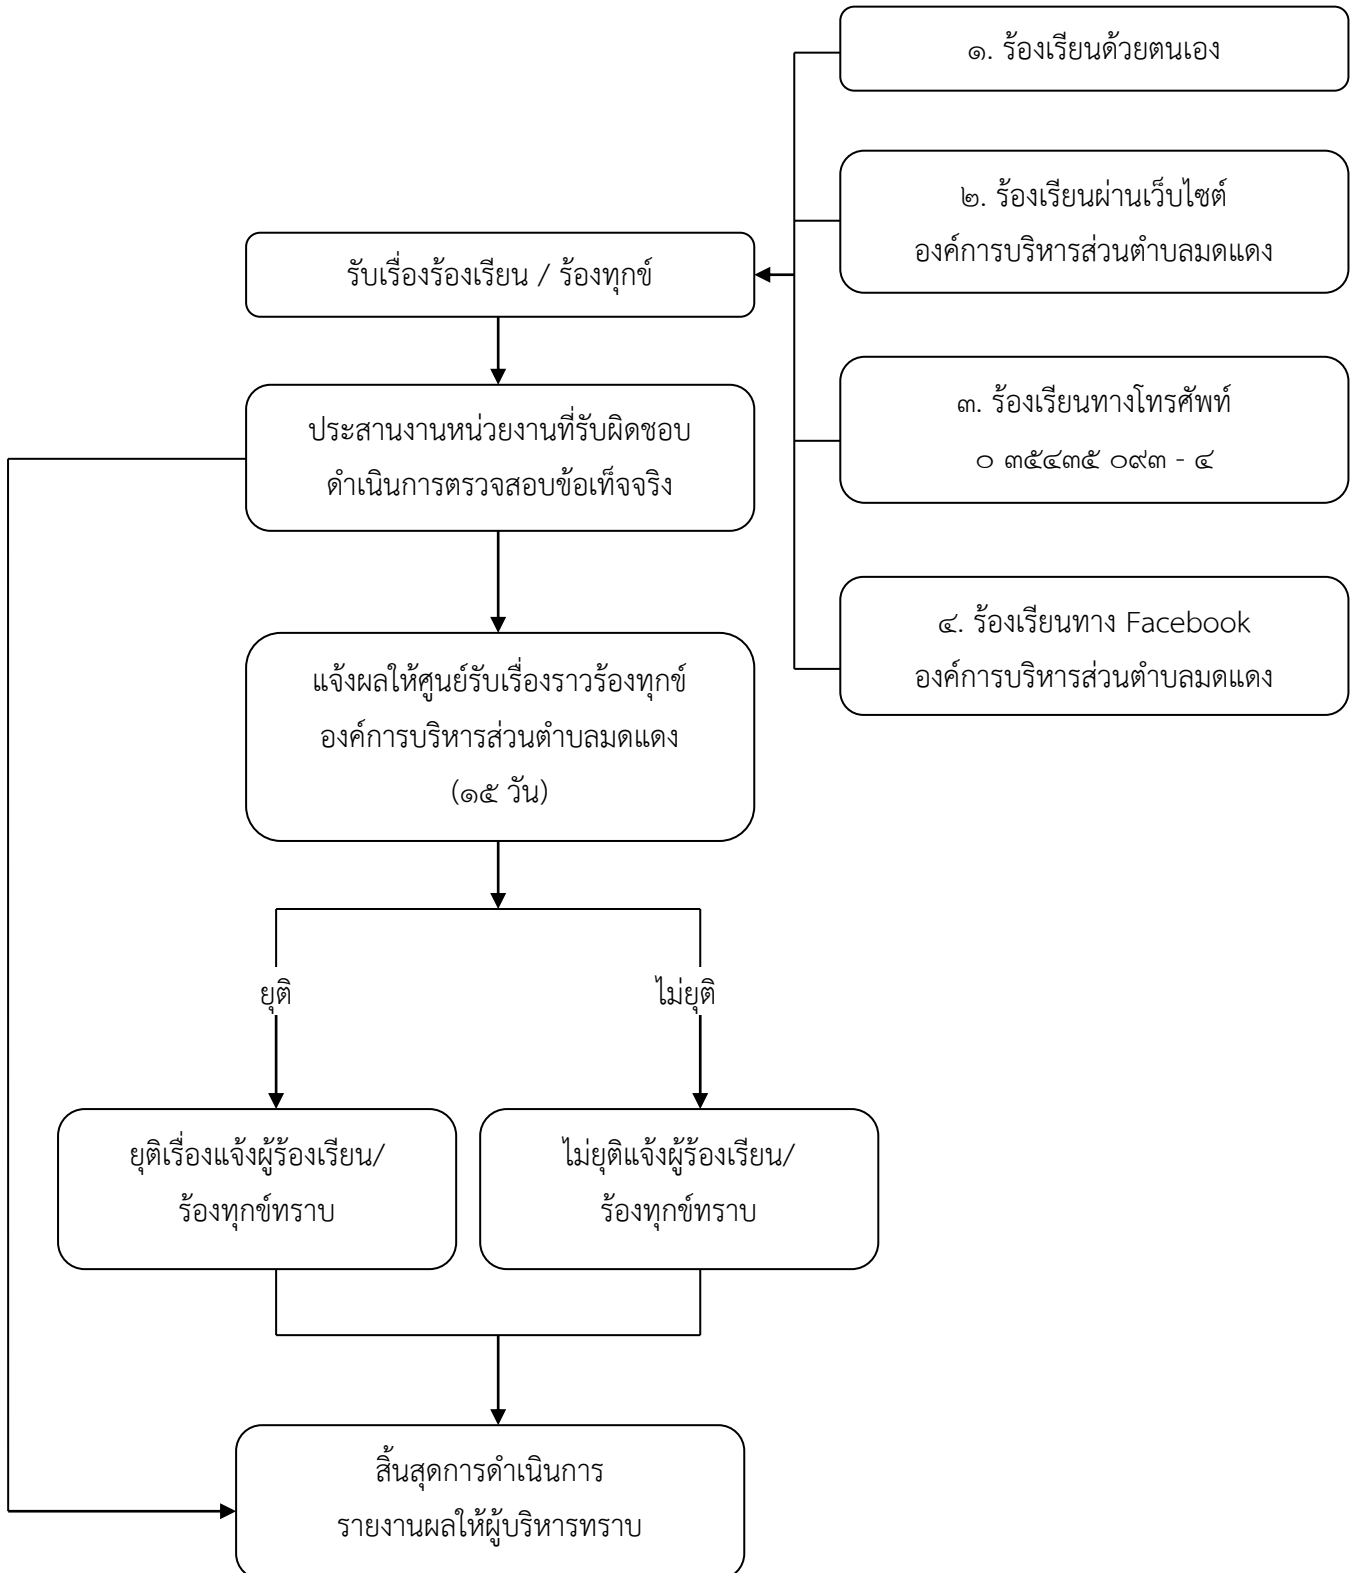 ๑. ร้องเรียนด้วยตนเอง
๒. ร้องเรียนผ่านเว็บไซต์
องค์การบริหารส่วนตำบลมดแดง
รับเรื่องร้องเรียน / ร้องทุกข์
๓. ร้องเรียนทางโทรศัพท์
๐ ๓๕๔๓๕ ๐๙๓ - ๔
ประสานงานหน่วยงานที่รับผิดชอบ
ดำเนินการตรวจสอบข้อเท็จจริง
๔. ร้องเรียนทาง Facebook
องค์การบริหารส่วนตำบลมดแดง
แจ้งผลให้ศูนย์รับเรื่องราวร้องทุกข์
องค์การบริหารส่วนตำบลมดแดง
(๑๕ วัน)
ยุติ
ไม่ยุติ
ยุติเรื่องแจ้งผู้ร้องเรียน/
ร้องทุกข์ทราบ
ไม่ยุติแจ้งผู้ร้องเรียน/
ร้องทุกข์ทราบ
สิ้นสุดการดำเนินการ
รายงานผลให้ผู้บริหารทราบ